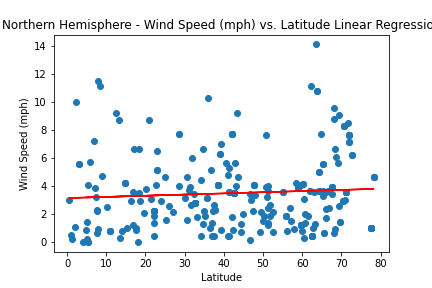 Northern Hemisphere - Wind Speed (mph) vs. Latitude Linear Regressio
14
12
10
8
6
4
2
0
Wind Speed (mph)
0 10 20 30 40 50 60 70 80
Latitude